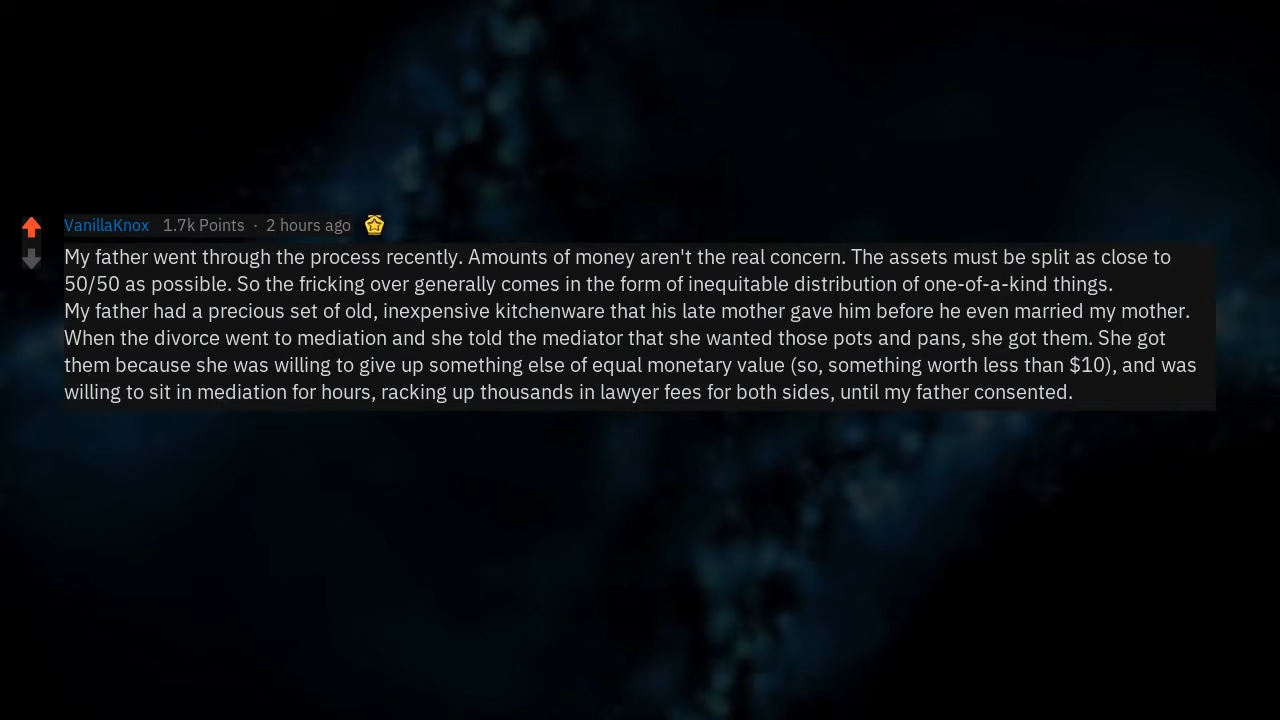 VanillaKnox 1.7k Points · 2 hours ago
My father went through the process recently. Amounts of money aren't the real concern. The assets must be split as close to
50/50 as possible. So the fricking over generally comes in the form of inequitable distribution of one-of-a-kind things.
My father had a precious set of old, inexpensive kitchenware that his late mother gave him before he even married my mother.
When the divorce went to mediation and she told the mediator that she wanted those pots and pans, she got them. She got
them because she was willing to give up something else of equal monetary value (so, something worth less than $10), and was
willing to sit in mediation for hours, racking up thousands in lawyer fees for both sides, until my father consented.